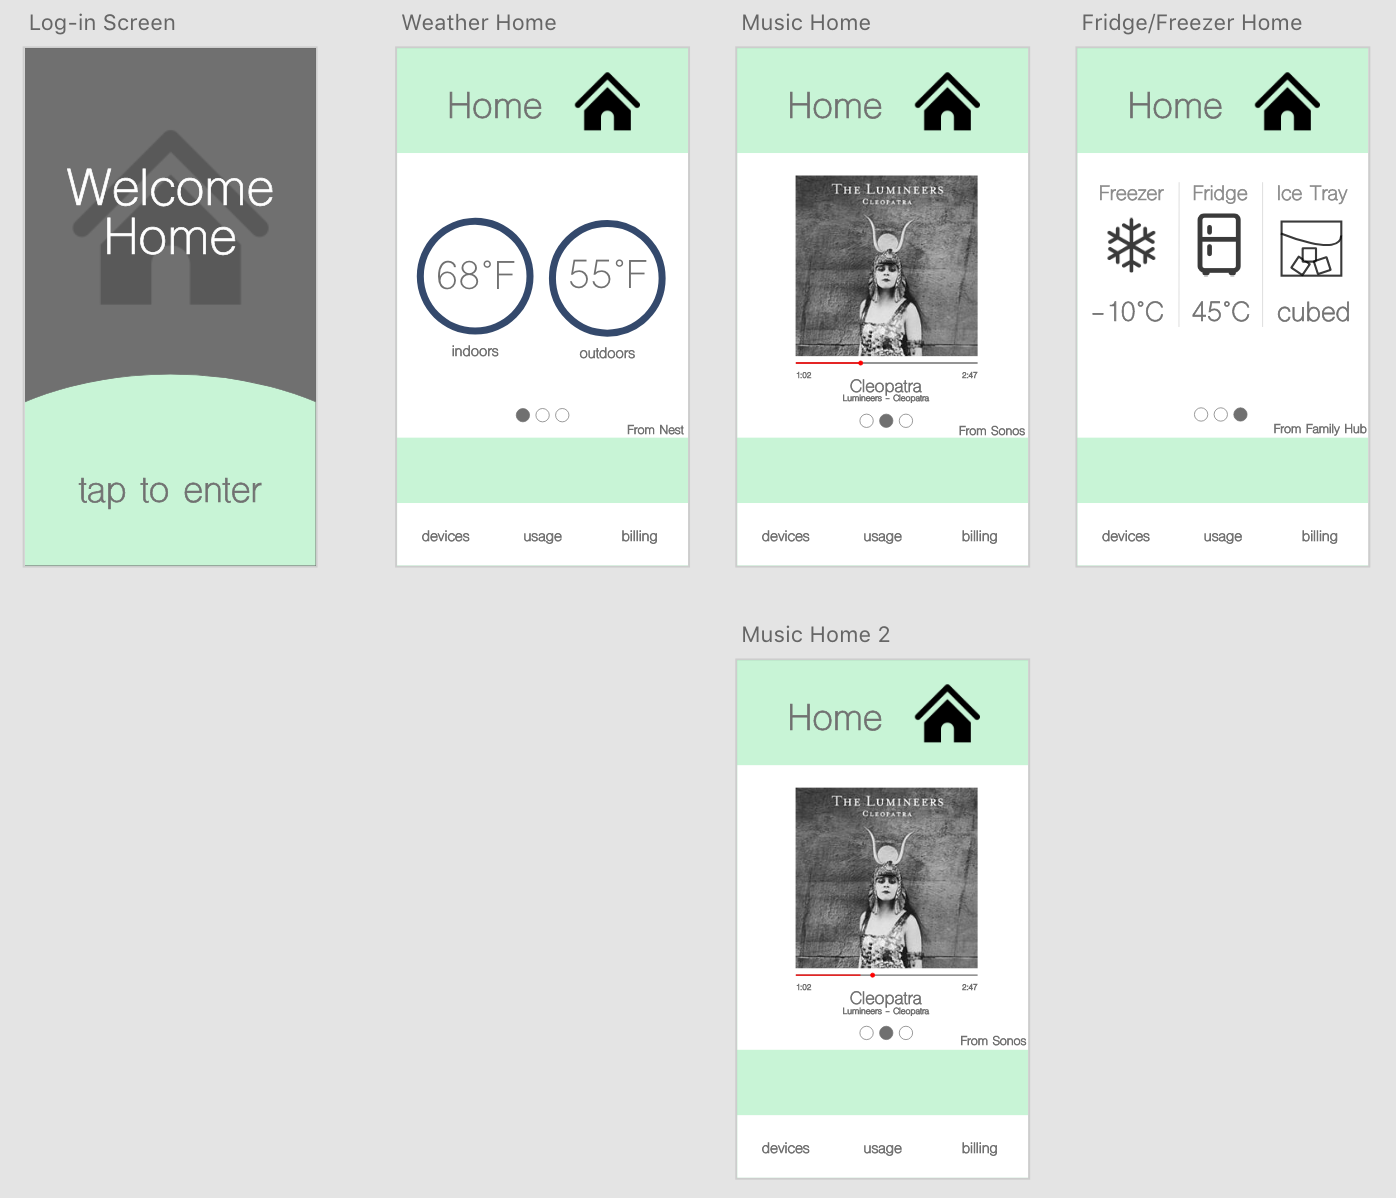 Log-in Screen
Welcome
Home
tap to enter
Weather Home
Home
68°F
55°F
indoors
outdoors
From Nest
devices
usage
billing
Music Home
Home
THE LUMINEERS
CLEOPATRA
1:02
2:47
Cleopatra
Lumineers - Cleopatra
From Sonos
devices
usage
billing
Fridge/Freezer Home
Home
Freezer
Fridge
Ice Tray
-10°C
45°C
cubed
From Family Hub
devices
usage
billing
Music Home 2
Home
THE LUMINEERS
CLEOPATRA
1:02
2:47
Cleopatra
Lumineers - Cleopatra
From Sonos
devices
usage
billing